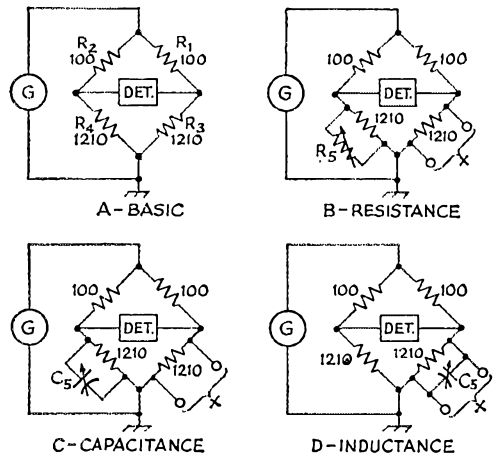 R2 100
R1 100
G
DET.
R4 1210
R3 1210
A-BASIC
100
100
G
DET.
1210
1210
R5
X
B-RESISTANCE
100
100
G
DET.
1210
1210
C5
X
C-CAPACITANCE
100
100
G
DET.
1210
1210
C5
X
D-INDUCTANCE